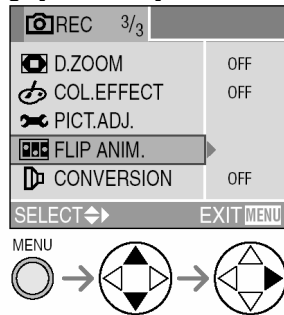 REC 3/3
D.ZOOM OFF
COL.EFFECT OFF
PICT.ADJ.
FLIP ANIM.
CONVERSION OFF
SELECT EXIT MENU
MENU